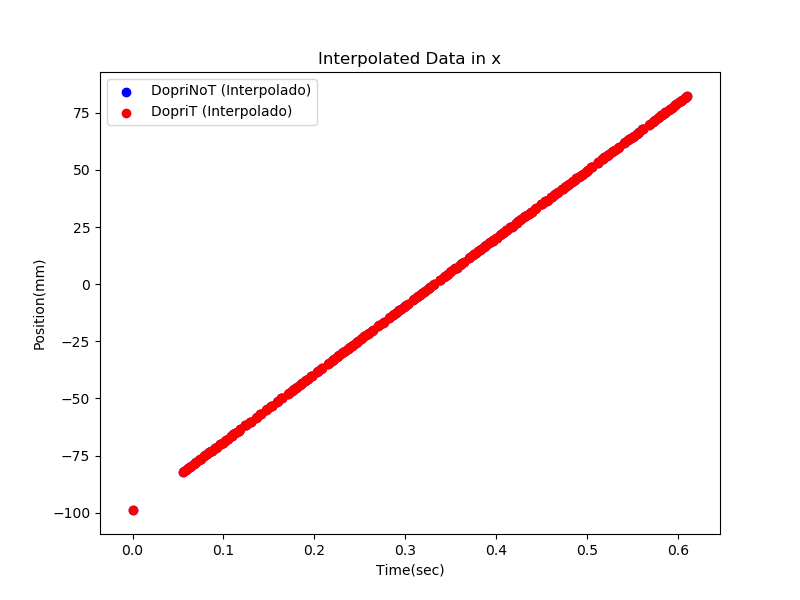 Interpolated Data in x
DopriNoT (Interpolado)
DopriT (Interpolado)
Position(mm)
75
50
25
0
−25
−50
−75
−100
0.0 0.1 0.2 0.3 0.4 0.5 0.6
Time(sec)